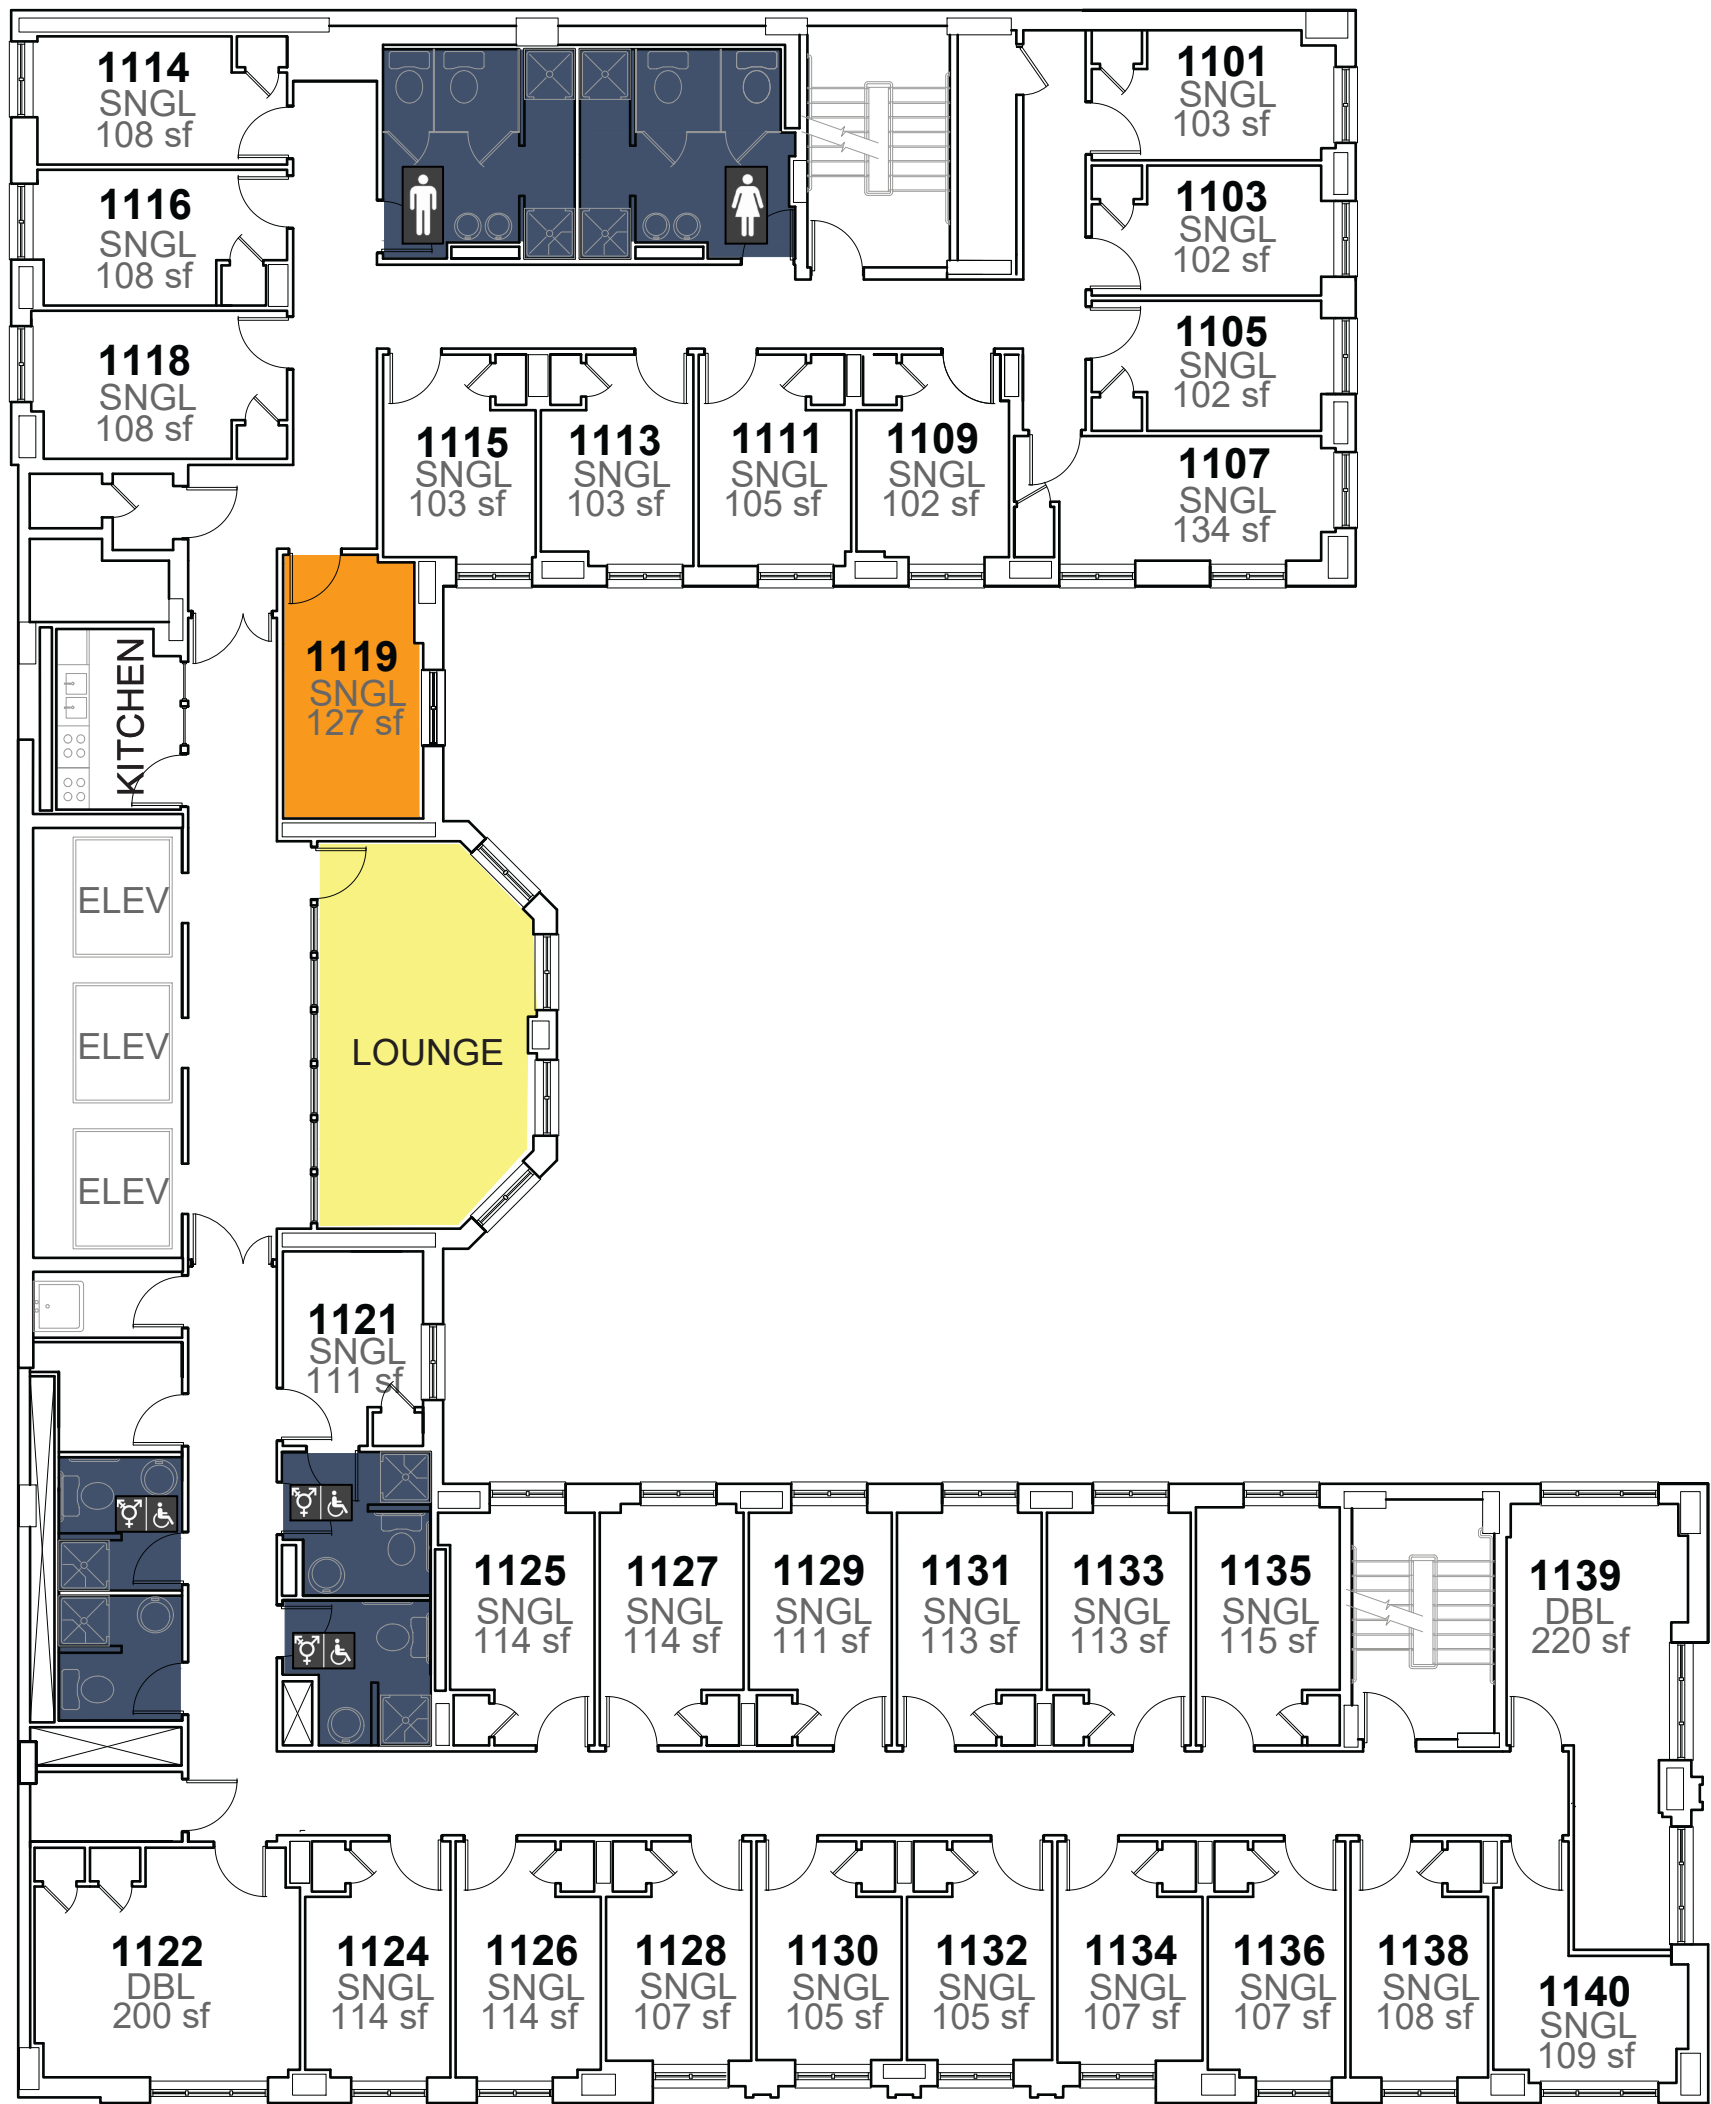 1114
SNGL
108 sf
1101
SNGL
103 sf
1116
SNGL
108 sf
1103
SNGL
102 sf
1118
SNGL
108 sf
1105
SNGL
102 sf
1115
SNGL
103 sf
1113
SNGL
103 sf
1111
SNGL
105 sf
1109
SNGL
102 sf
1107
SNGL
134 sf
KITCHEN
1119
SNGL
127 sf
ELEV
ELEV
ELEV
LOUNGE
1121
SNGL
111 sf
1125
SNGL
114 sf
1127
SNGL
114 sf
1129
SNGL
111 sf
1131
SNGL
113 sf
1133
SNGL
113 sf
1135
SNGL
115 sf
1139
DBL
220 sf
1122
DBL
200 sf
1124
SNGL
114 sf
1126
SNGL
114 sf
1128
SNGL
107 sf
1130
SNGL
105 sf
1132
SNGL
105 sf
1134
SNGL
107 sf
1136
SNGL
107 sf
1138
SNGL
108 sf
1140
SNGL
109 sf